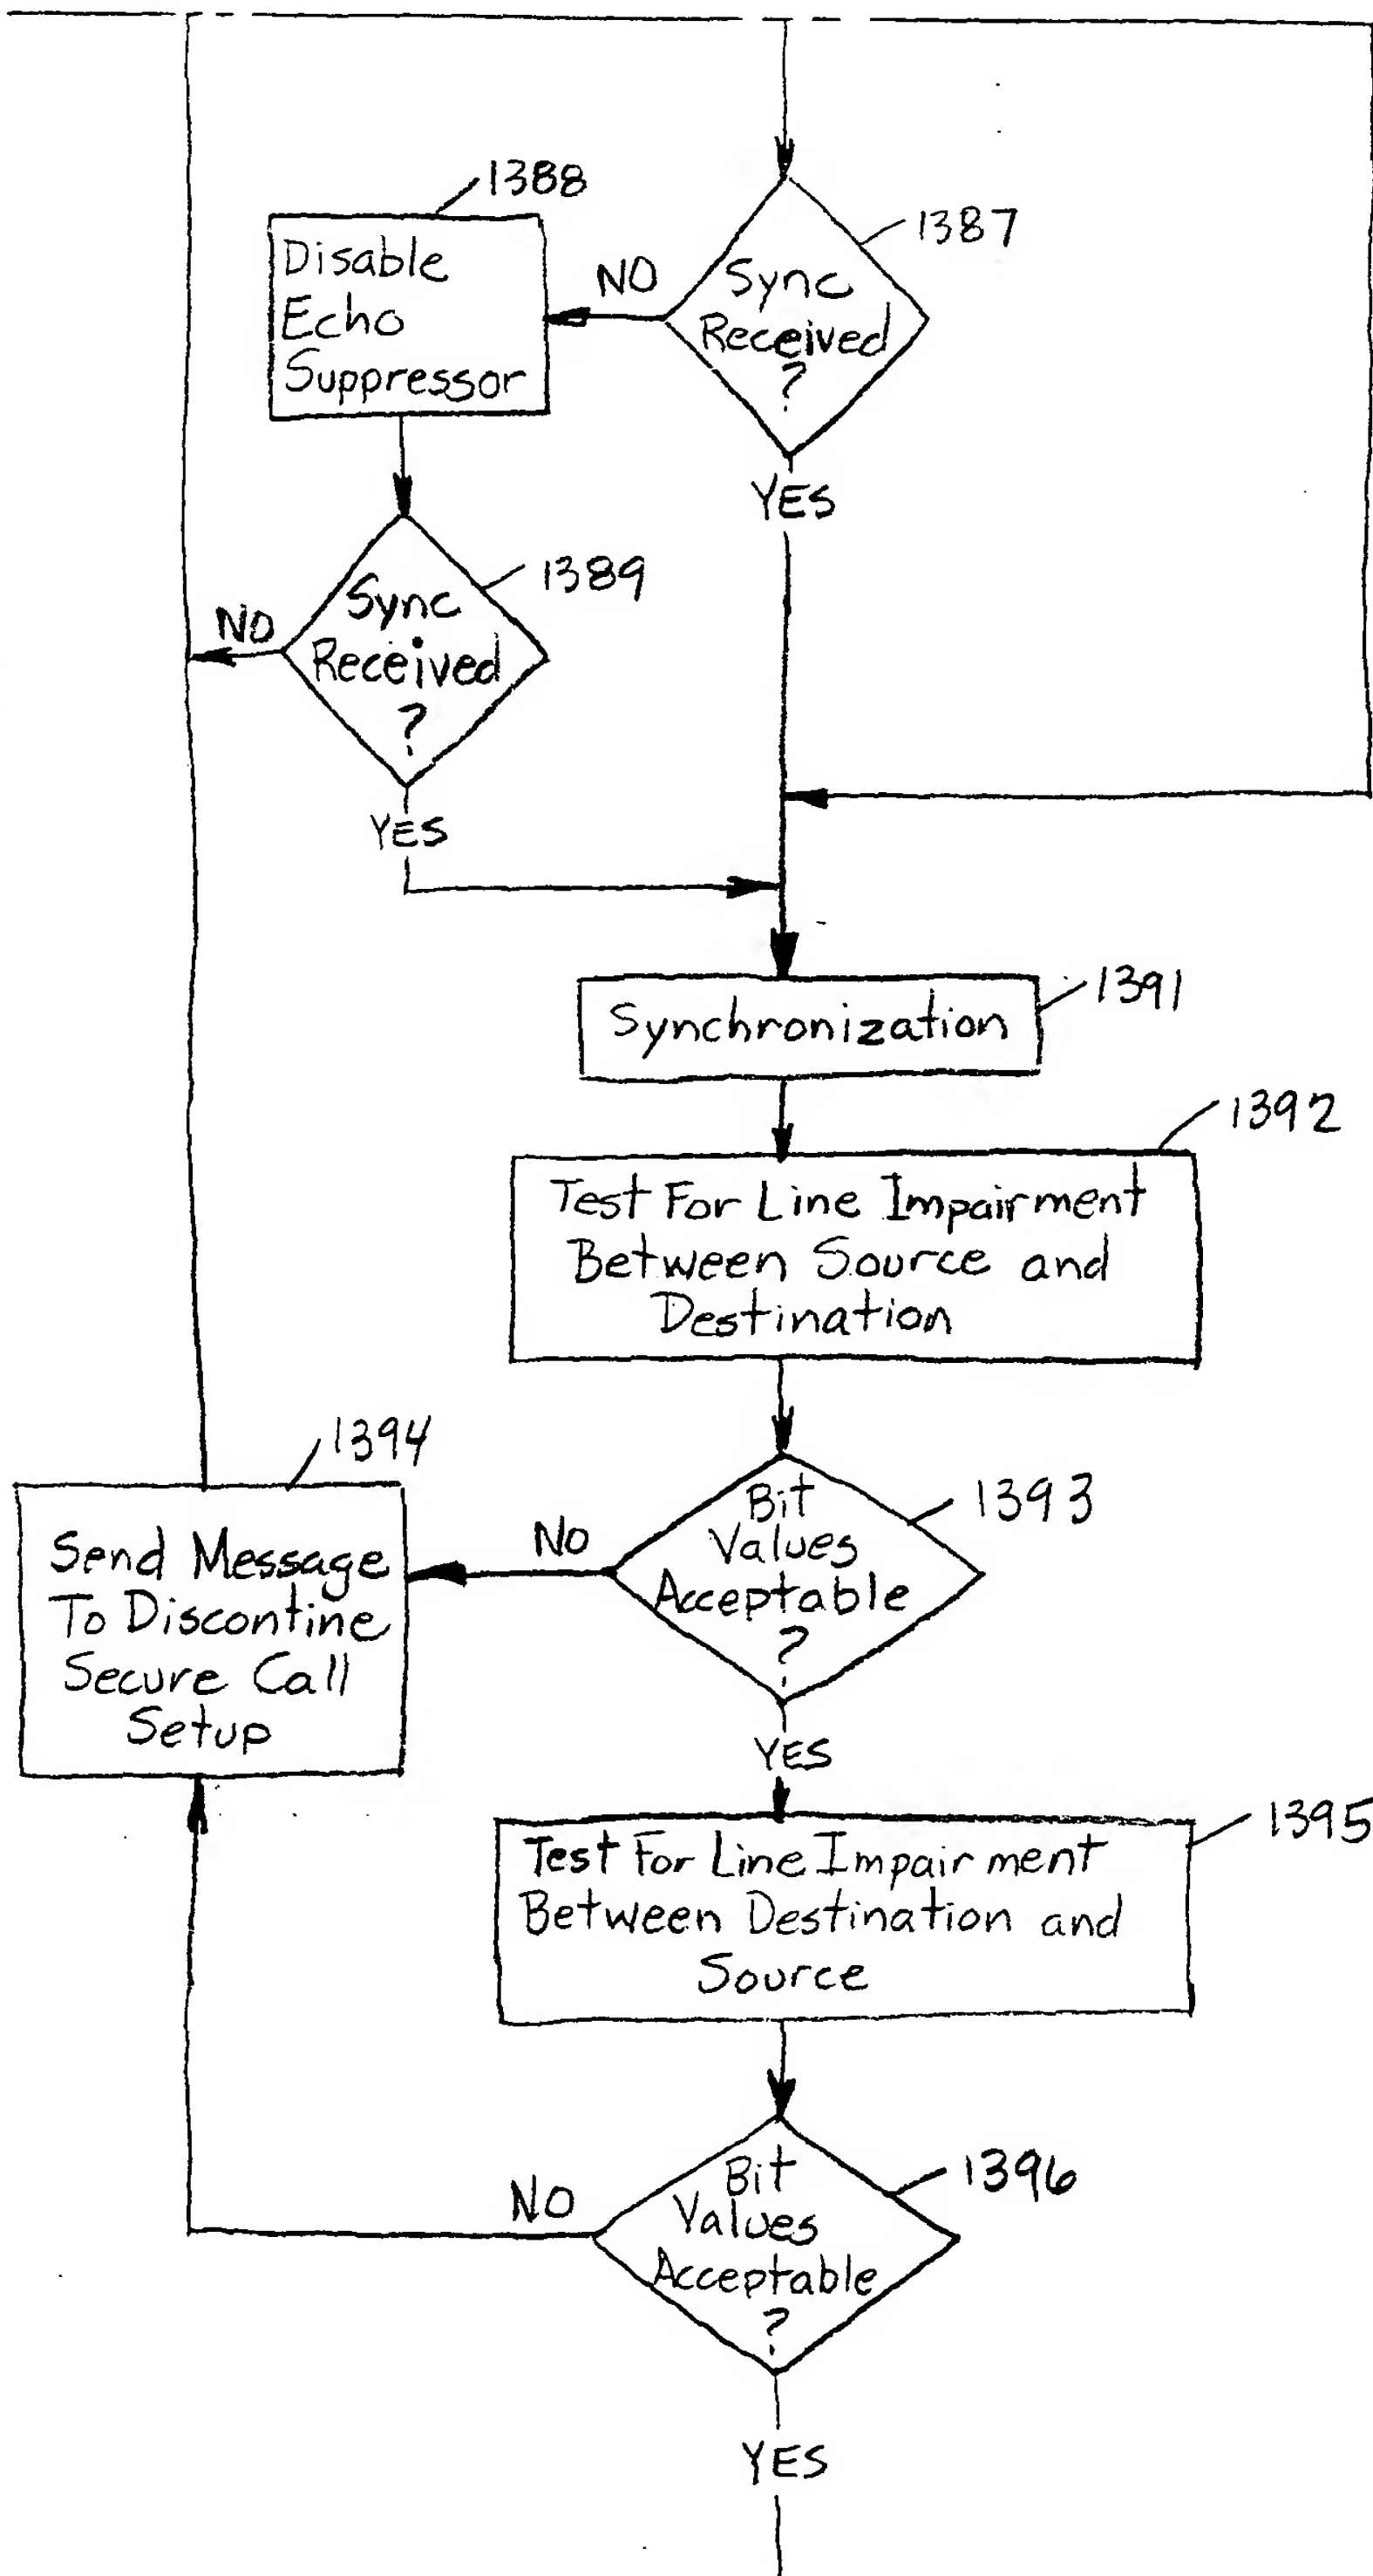 1388
Disable
Echo
Suppressor
NO
1387
Sync
Received
?
YES
1389
Sync
Received
?
NO
YES
1391
Synchronization
1392
Test For Line Impairment
Between Source and
Destination
1393
Bit
Values
Acceptable
?
NO
1394
Send Message
To Discontine
Secure Call
Setup
YES
1395
Test For Line Impairment
Between Destination and
Source
1396
Bit
Values
Acceptable
?
NO
YES